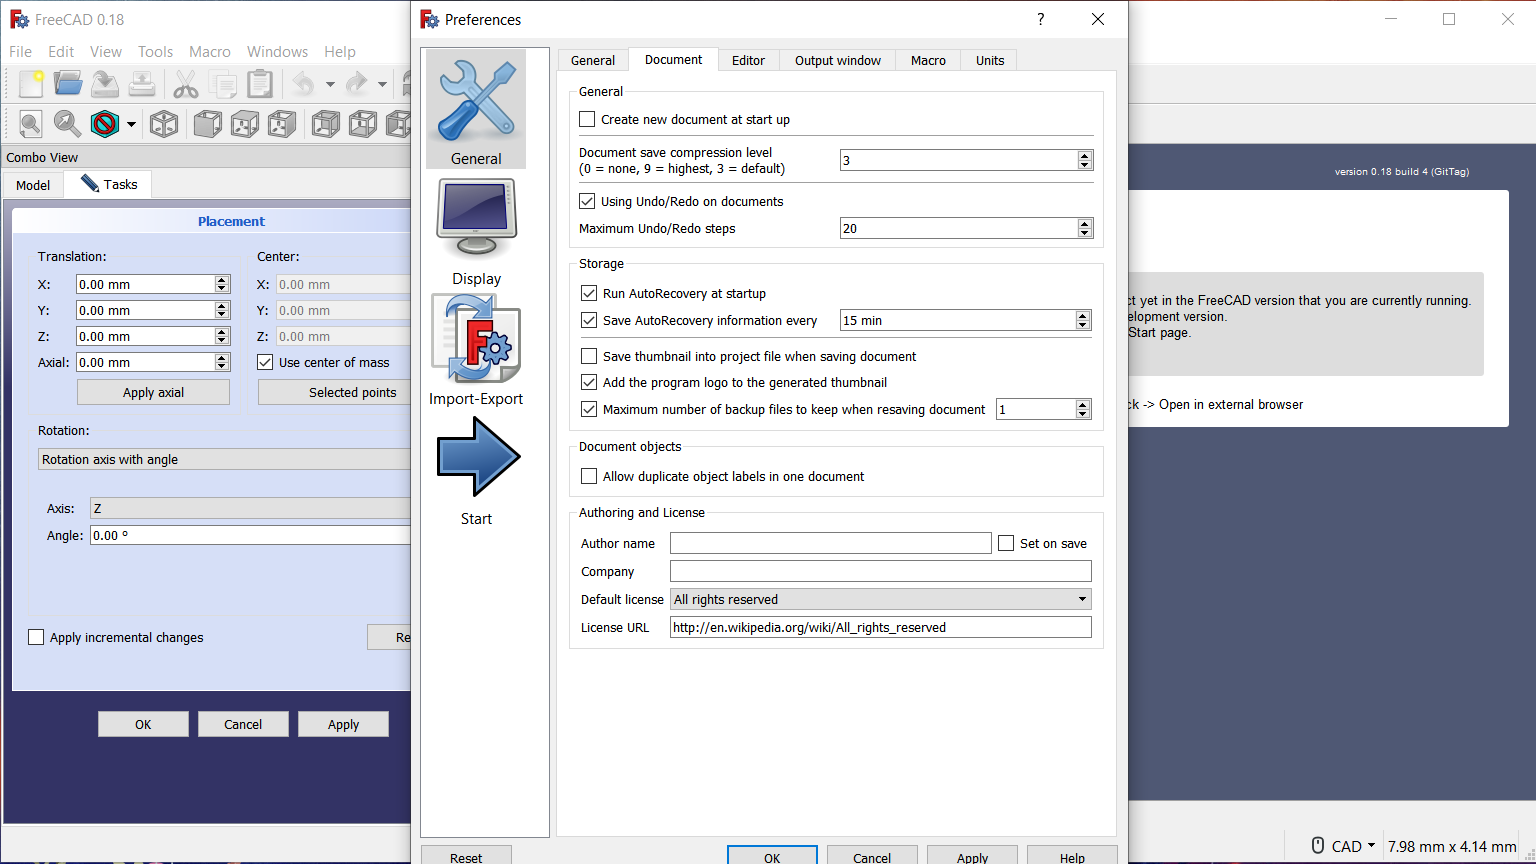 FreeCAD 0.18
File Edit View Tools Macro Windows Help
Combo View
Model Tasks
Placement
Translation: Center:
X: 0.00 mm X: 0.00 mm
Y: 0.00 mm Y: 0.00 mm
Z: 0.00 mm Z: 0.00 mm
Axial: 0.00 mm Use center of mass
Apply axial Selected points
Rotation:
Rotation axis with angle
Axis: Z
Angle: 0.00 °
Apply incremental changes Re
OK Cancel Apply
Preferences ?
General
Display
Import-Export
Start
General Document Editor Output window Macro Units
General
Create new document at start up
Document save compression level
(0 = none, 9 = highest, 3 = default) 3
Using Undo/Redo on documents
Maximum Undo/Redo steps 20
Storage
Run AutoRecovery at startup
Save AutoRecovery information every 15 min
Save thumbnail into project file when saving document
Add the program logo to the generated thumbnail
Maximum number of backup files to keep when resaving document 1
Document objects
Allow duplicate object labels in one document
Authoring and License
Author name Set on save
Company
Default license All rights reserved
License URL http://en.wikipedia.org/wiki/All_rights_reserved
Reset OK Cancel Apply Help
version 0.18 build 4 (GitTag)
ct yet in the FreeCAD version that you are currently running.
elopment version.
Start page.
ck -> Open in external browser
CAD 7.98 mm x 4.14 mm